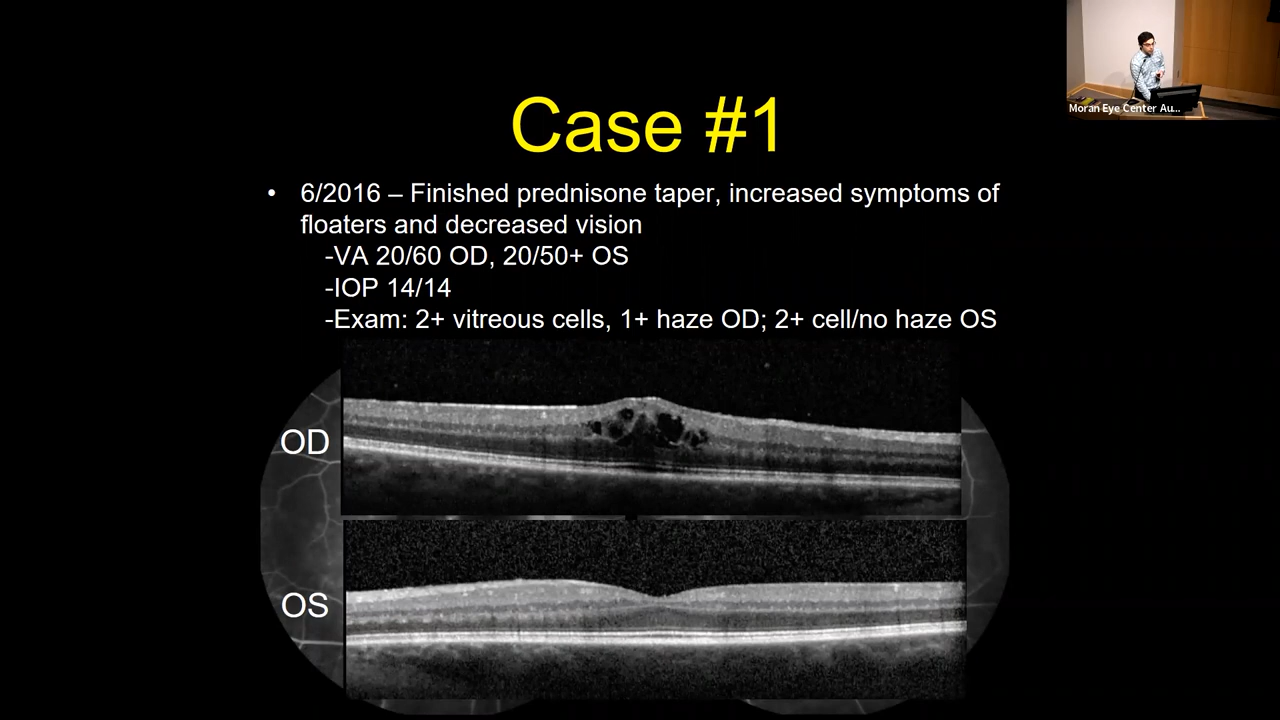 Moran Eye Center Au...
Case #1
• 6/2016 – Finished prednisone taper, increased symptoms of
floaters and decreased vision
-VA 20/60 OD, 20/50+ OS
-IOP 14/14
-Exam: 2+ vitreous cells, 1+ haze OD; 2+ cell/no haze OS
OD
OS